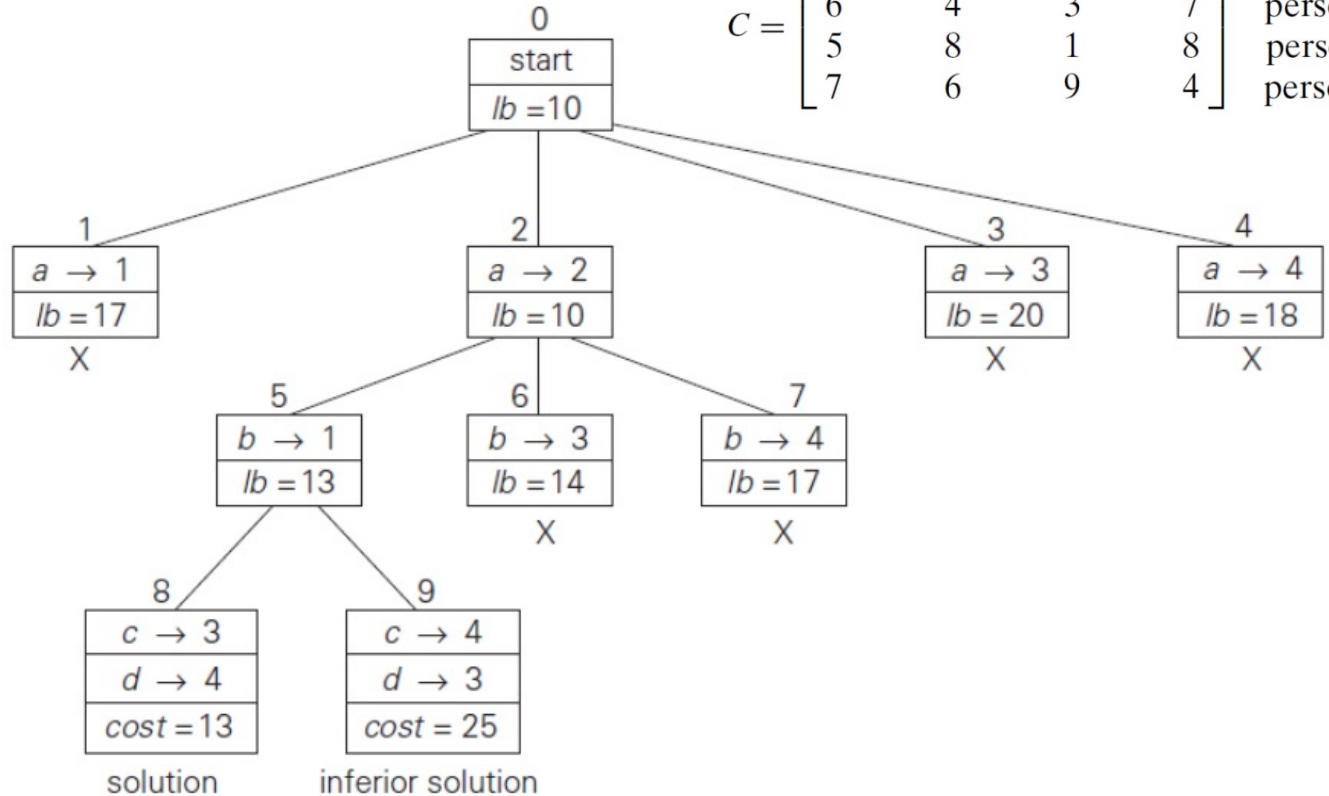 0
start
lb =10
C =
6 4 3 7
5 8 1 8
7 6 9 4
1
a → 1
lb =17
X
2
a → 2
lb =10
3
a → 3
lb = 20
X
4
a → 4
lb =18
X
5
b → 1
lb =13
6
b → 3
lb =14
X
7
b → 4
lb =17
X
8
c → 3
d → 4
cost =13
solution
9
c → 4
d → 3
cost = 25
inferior solution